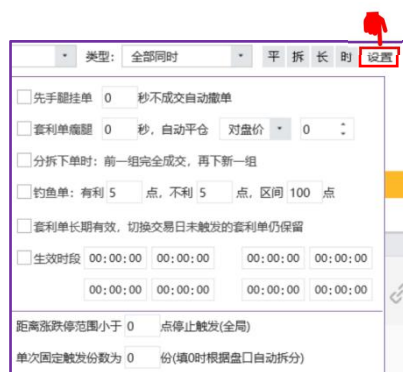 类型: 全部同时 平 拆 长 时 设置
先手腿挂单 0 秒不成交自动撤单
套利单瘸腿 0 秒, 自动平仓 对盘价 0
分拆下单时: 前一组完全成交, 再下新一组
钓鱼单: 有利 5 点, 不利 5 点, 区间 100 点
套利单长期有效, 切换交易日未触发的套利单仍保留
生效时段 00:00:00 00:00:00 00:00:00 00:00:00
00:00:00 00:00:00 00:00:00 00:00:00
距离涨跌停范围小于 0 点停止触发(全局)
单次固定触发份数为 0 份(填0时根据盘口自动拆分)